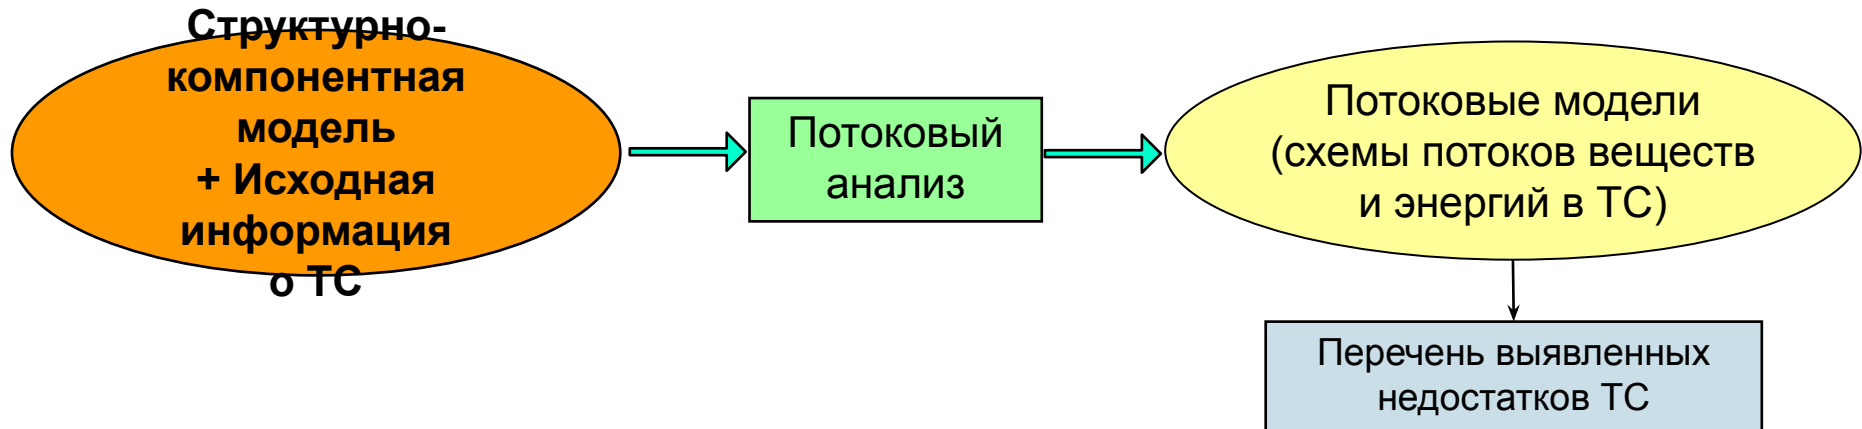 Структурно-
компонентная
модель
+ Исходная
информация
о ТС
Потоковый
анализ
Потоковые модели
(схемы потоков веществ
и энергий в ТС)
Перечень выявленных
недостатков ТС